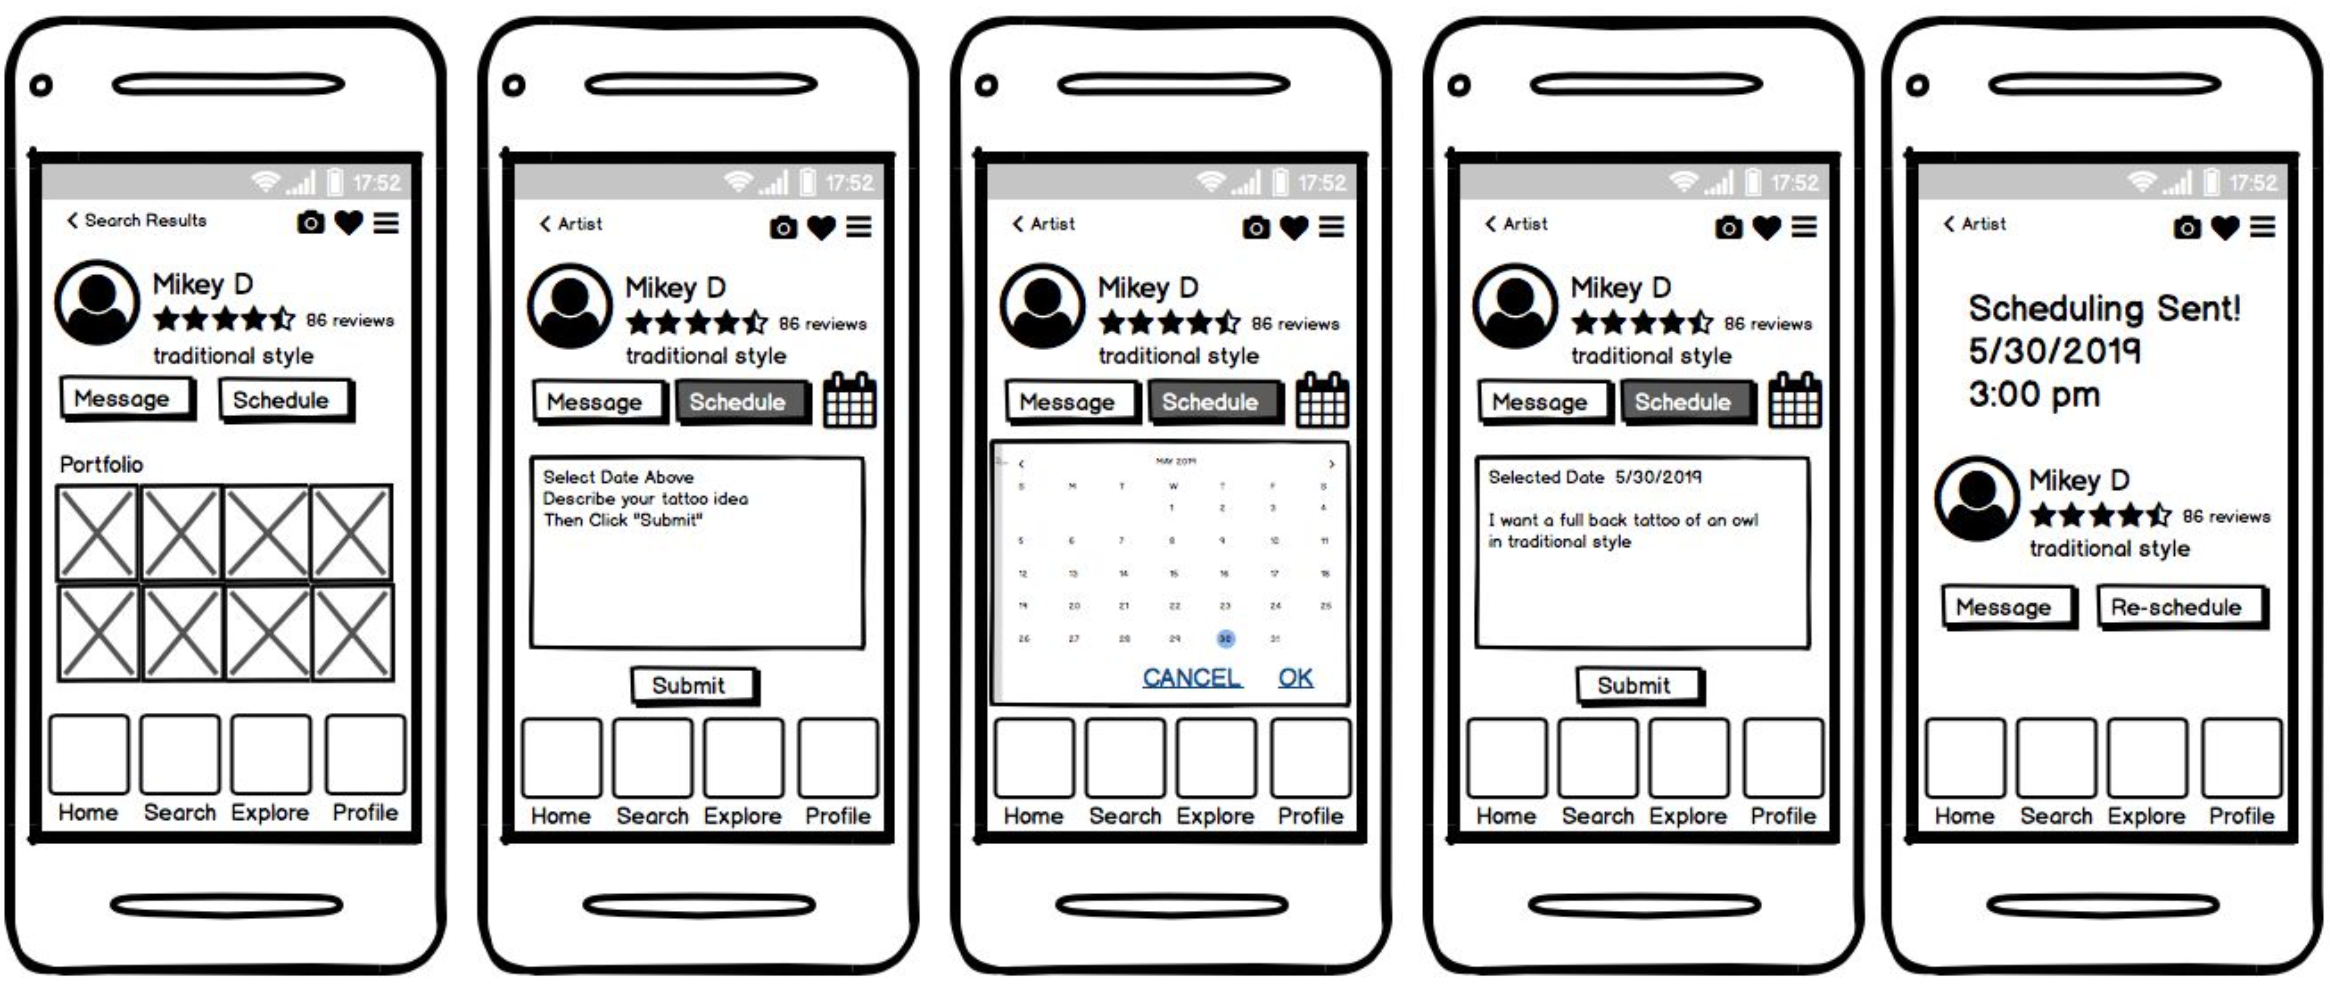 17:52
Search Results
Mikey D
86 reviews
traditional style
Message Schedule
Portfolio
Home Search Explore Profile
17:52
Artist
Mikey D
86 reviews
traditional style
Message Schedule
Select Date Above
Describe your tattoo idea
Then Click "Submit"
Submit
Home Search Explore Profile
17:52
Artist
Mikey D
86 reviews
traditional style
Message Schedule
MAY 2019
S M T W T F S
1 2 3 4
5 6 7 8 9 10 11
12 13 14 15 16 17 18
19 20 21 22 23 24 25
26 27 28 29 30 31
CANCEL OK
Home Search Explore Profile
17:52
Artist
Mikey D
86 reviews
traditional style
Message Schedule
Selected Date 5/30/2019
I want a full back tattoo of an owl
in traditional style
Submit
Home Search Explore Profile
17:52
Artist
Scheduling Sent!
5/30/2019
3:00 pm
Mikey D
86 reviews
traditional style
Message Re-schedule
Home Search Explore Profile